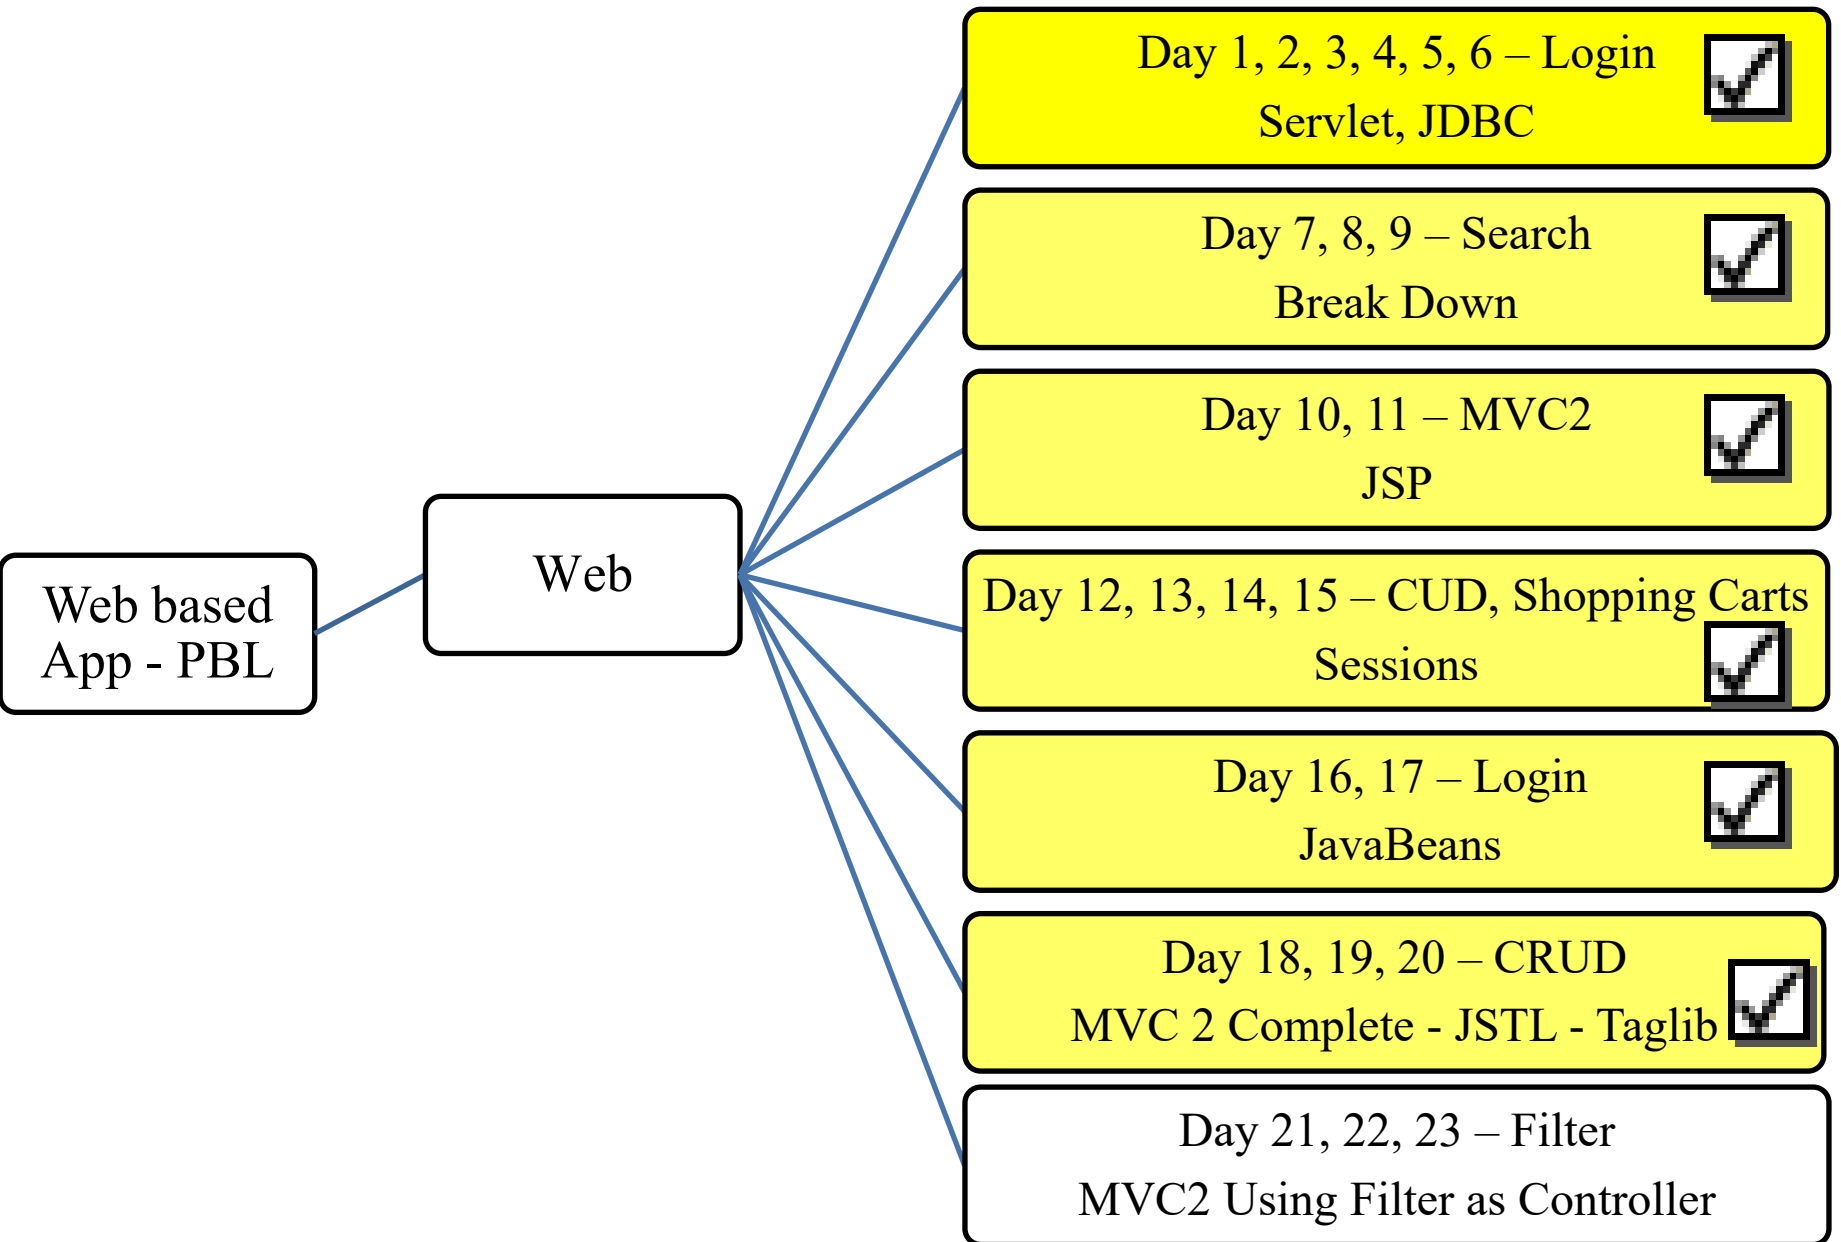 Web based
App - PBL
Web
Day 1, 2, 3, 4, 5, 6 – Login
Servlet, JDBC
Day 7, 8, 9 – Search
Break Down
Day 10, 11 – MVC2
JSP
Day 12, 13, 14, 15 – CUD, Shopping Carts
Sessions
Day 16, 17 – Login
JavaBeans
Day 18, 19, 20 – CRUD
MVC 2 Complete - JSTL - Taglib
Day 21, 22, 23 – Filter
MVC2 Using Filter as Controller